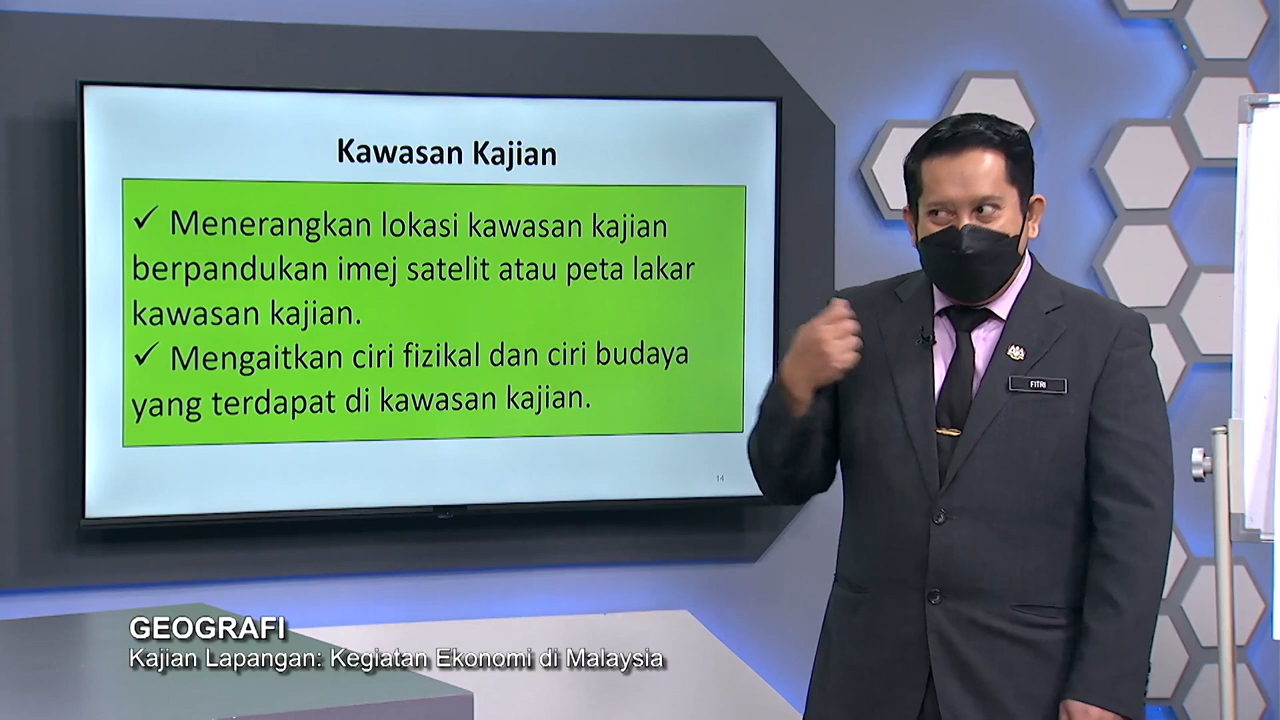 Kawasan Kajian
✓ Menerangkan lokasi kawasan kajian
berpandukan imej satelit atau peta lakar
kawasan kajian.
✓ Mengaitkan ciri fizikal dan ciri budaya
yang terdapat di kawasan kajian.
14
FITRI
GEOGRAFI
Kajian Lapangan: Kegiatan Ekonomi di Malaysia